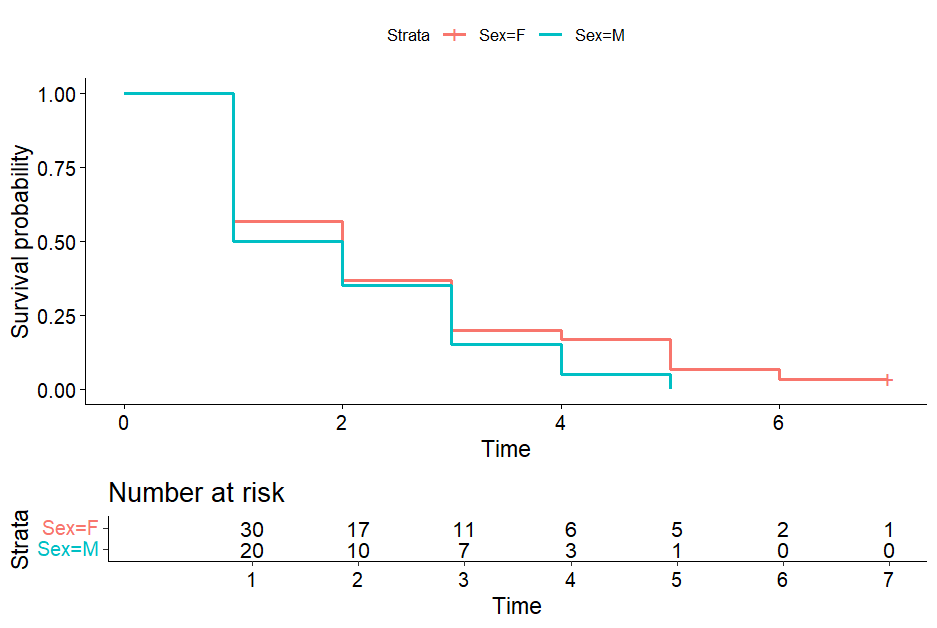 Strata Sex=F Sex=M
Survival probability
1.00
0.75
0.50
0.25
0.00
0 2 4 6
Time
Number at risk
Strata
Sex=F 30 17 11 6 5 2 1
Sex=M 20 10 7 3 1 0 0
1 2 3 4 5 6 7
Time